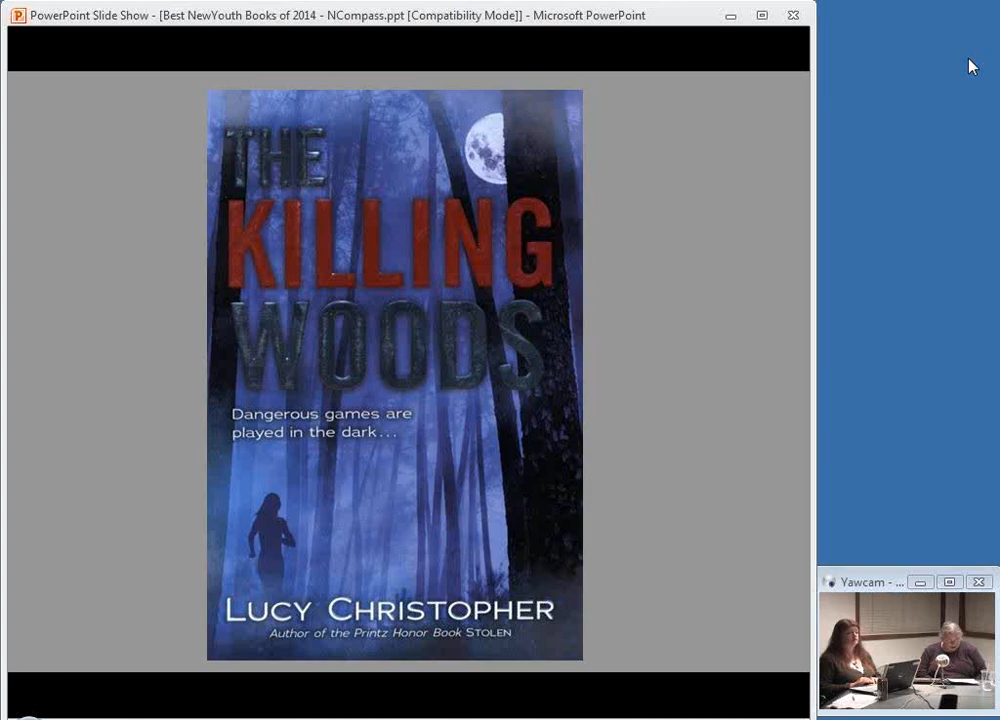 PowerPoint Slide Show - [Best NewYouth Books of 2014 - NCompass.ppt [Compatibility Mode]] - Microsoft PowerPoint
THE
KILLING
WOODS
Dangerous games are
played in the dark...
LUCY CHRISTOPHER
Author of the Printz Honor Book STOLEN
Yawcam - ...